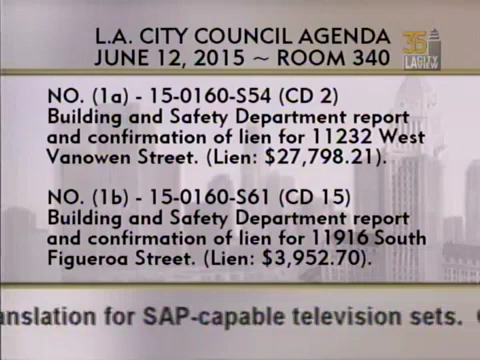 L.A. CITY COUNCIL AGENDA
JUNE 12, 2015 ~ ROOM 340
35
LA CITY
VIEW
NO. (1a) - 15-0160-S54 (CD 2)
Building and Safety Department report
and confirmation of lien for 11232 West
Vanowen Street. (Lien: $27,798.21).
NO. (1b) - 15-0160-S61 (CD 15)
Building and Safety Department report
and confirmation of lien for 11916 South
Figueroa Street. (Lien: $3,952.70).
anslation for SAP-capable television sets.